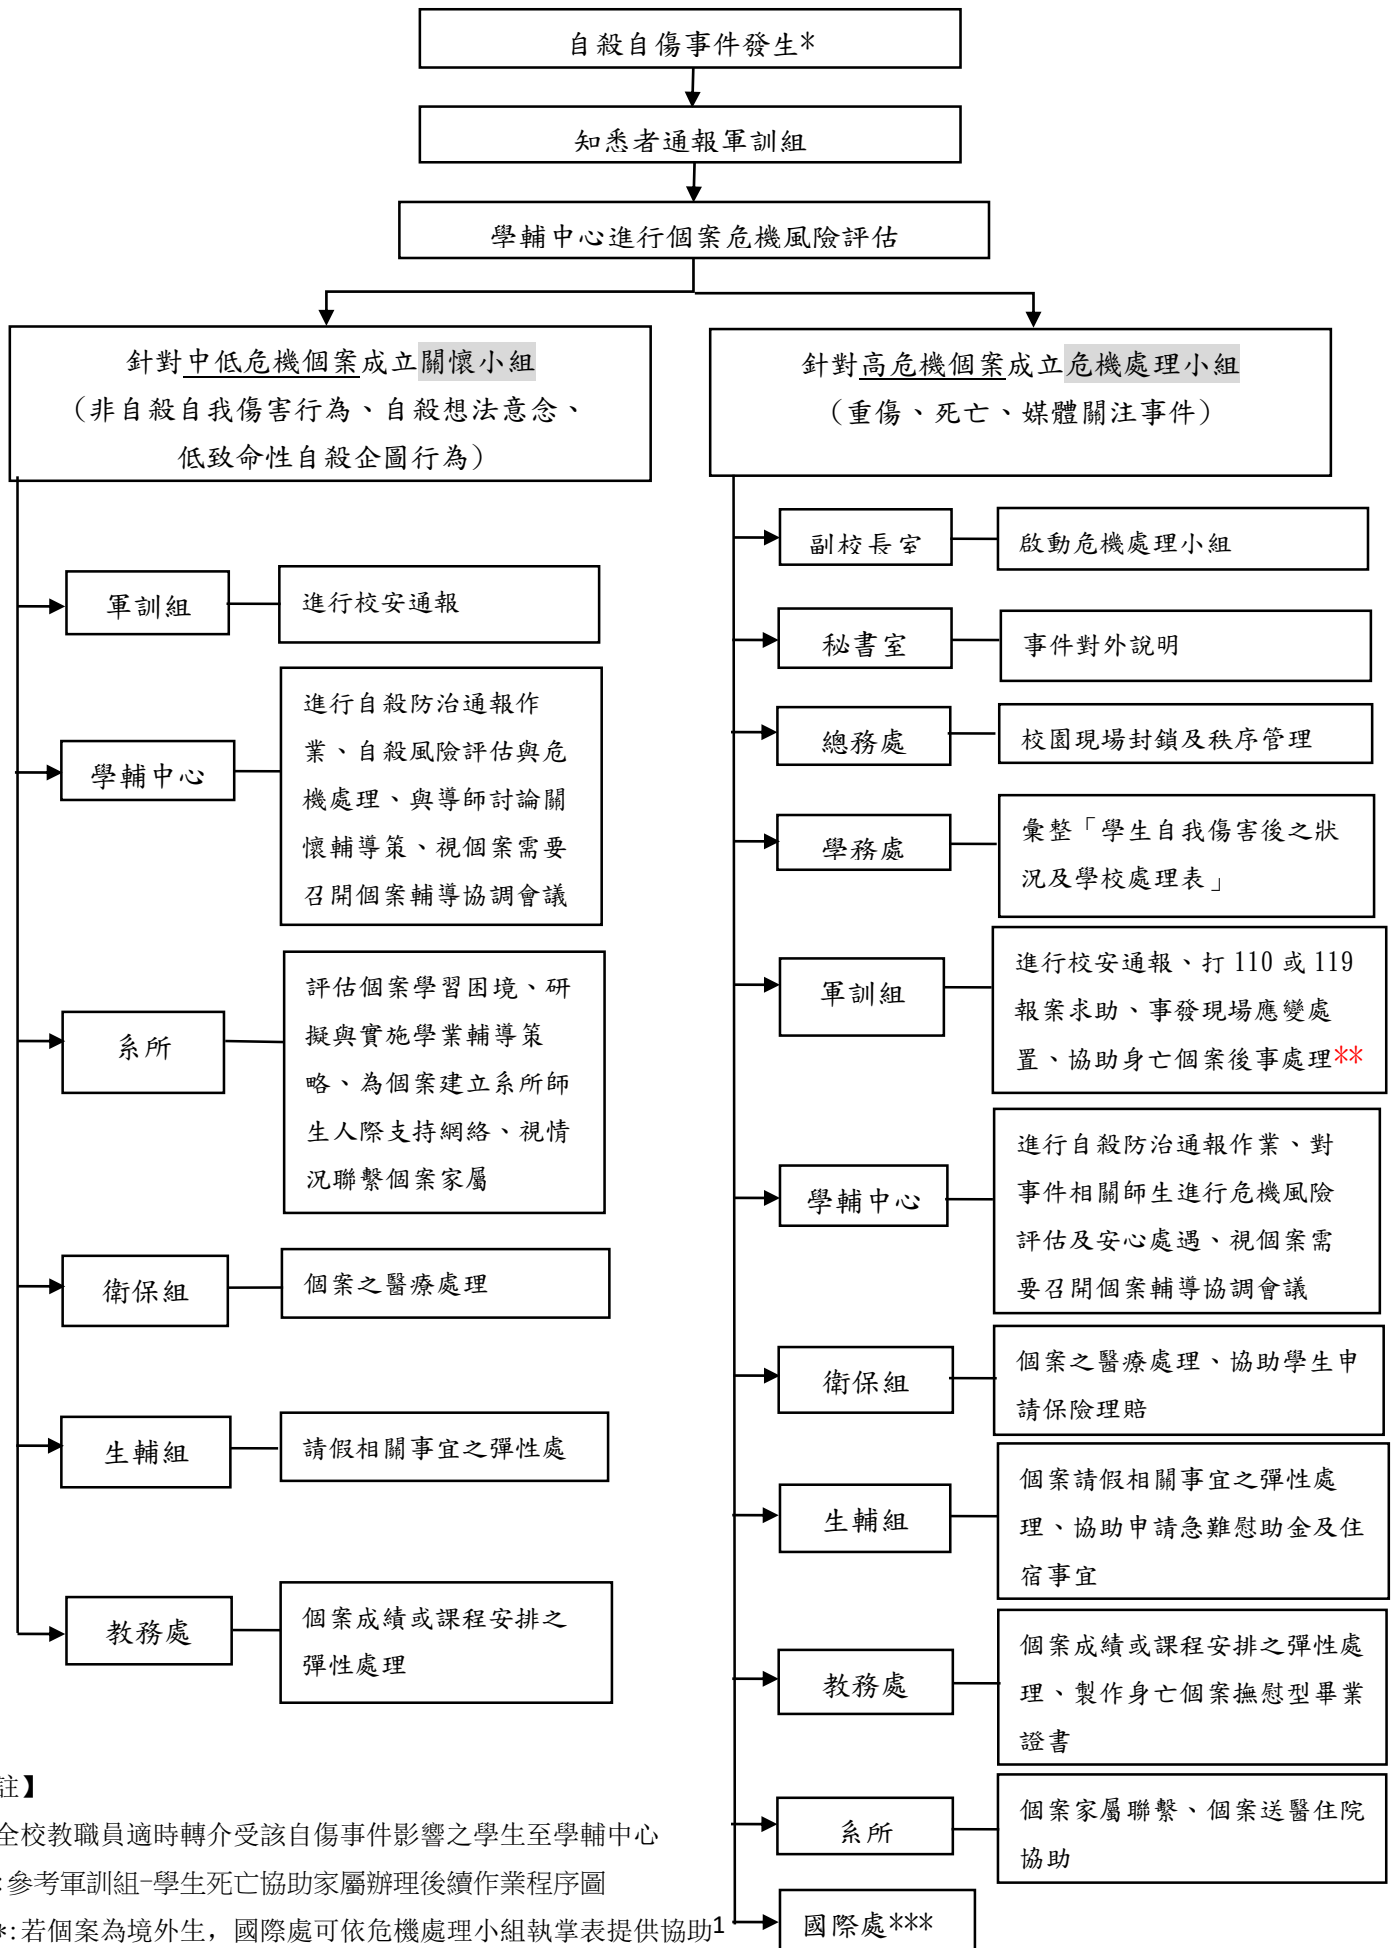 自殺自傷事件發生*
知悉者通報軍訓組
學輔中心進行個案危機風險評估
針對中低危機個案成立關懷小組
（非自殺自我傷害行為、自殺想法意念、
低致命性自殺企圖行為）
軍訓組
進行校安通報
學輔中心
進行自殺防治通報作
業、自殺風險評估與危
機處理、與導師討論關
懷輔導策、視個案需要
召開個案輔導協調會議
系所
評估個案學習困境、研
擬與實施學業輔導策
略、為個案建立系所師
生人際支持網絡、視情
況聯繫個案家屬
衛保組
個案之醫療處理
生輔組
請假相關事宜之彈性處
教務處
個案成績或課程安排之
彈性處理
針對高危機個案成立危機處理小組
（重傷、死亡、媒體關注事件）
副校長室
啟動危機處理小組
秘書室
事件對外說明
總務處
校園現場封鎖及秩序管理
學務處
彙整「學生自我傷害後之狀
況及學校處理表」
軍訓組
進行校安通報、打 110 或 119
報案求助、事發現場應變處
置、協助身亡個案後事處理**
學輔中心
進行自殺防治通報作業、對
事件相關師生進行危機風險
評估及安心處遇、視個案需
要召開個案輔導協調會議
衛保組
個案之醫療處理、協助學生申
請保險理賠
生輔組
個案請假相關事宜之彈性處
理、協助申請急難慰助金及住
宿事宜
教務處
個案成績或課程安排之彈性處
理、製作身亡個案撫慰型畢業
證書
系所
個案家屬聯繫、個案送醫住院
協助
國際處***
註】
全校教職員適時轉介受該自傷事件影響之學生至學輔中心
:參考軍訓組-學生死亡協助家屬辦理後續作業程序圖
*:若個案為境外生，國際處可依危機處理小組執掌表提供協助1